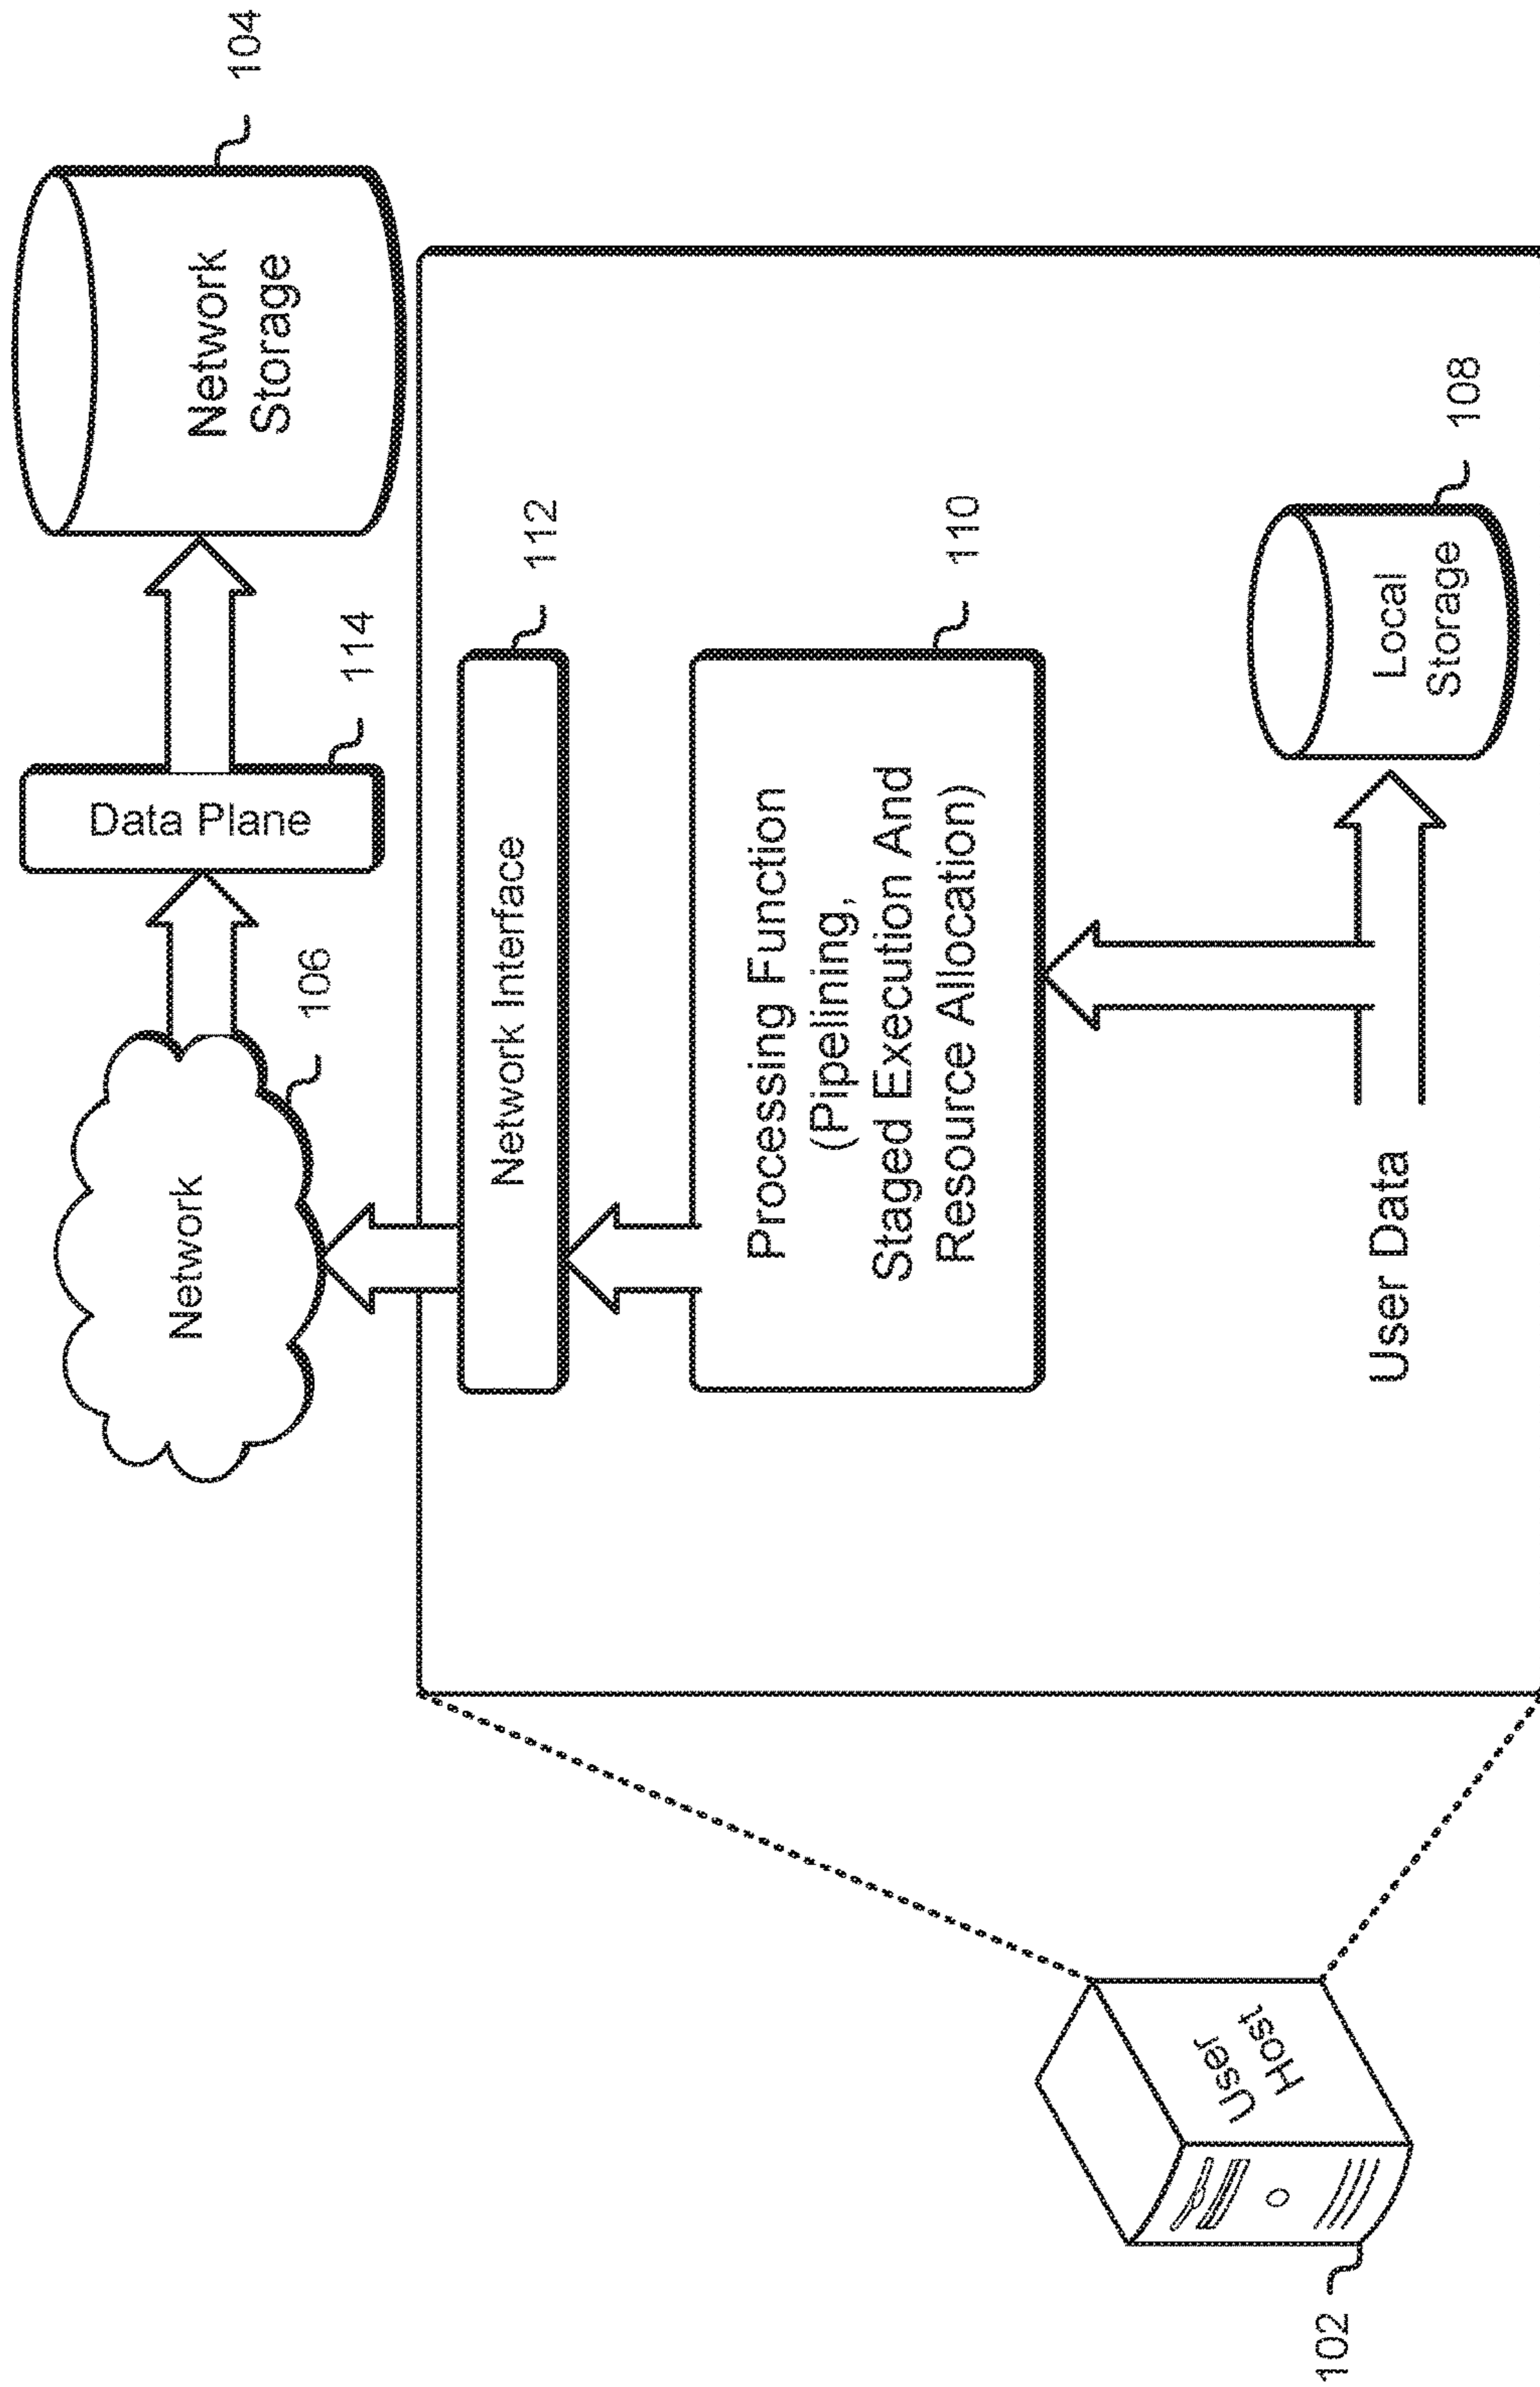 Network
106
Data Plane
114
Network
Storage
104
Network Interface
112
Processing Function
(Pipelining,
Staged Execution And
Resource Allocation)
110
User Data
Local
Storage
108
User
Host
102